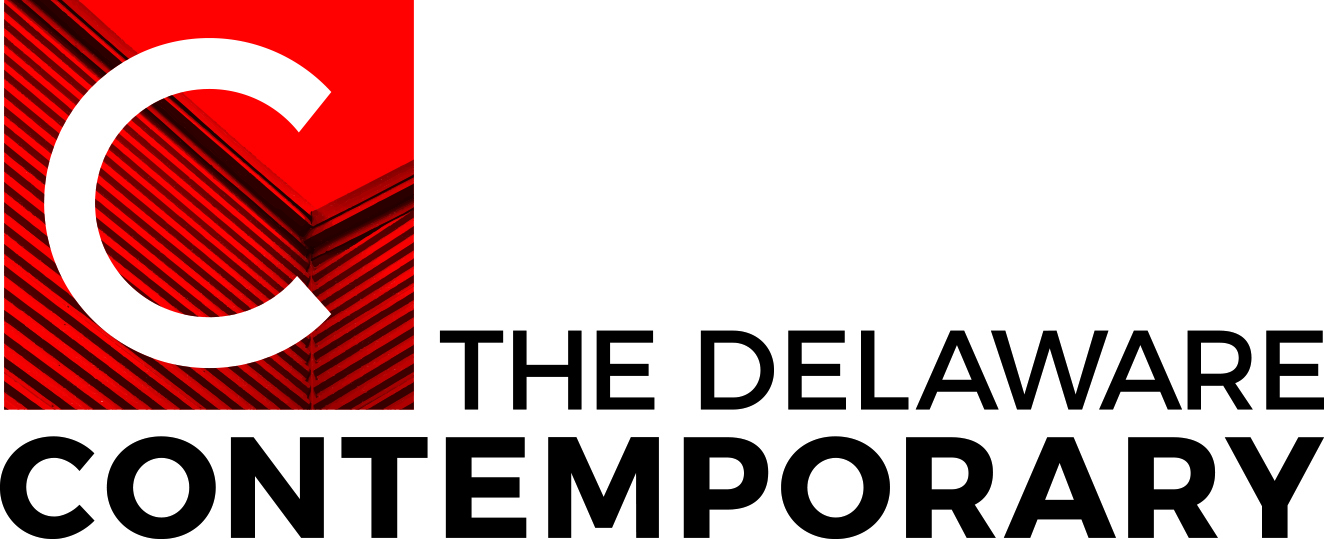 C
THE DELAWARE
CONTEMPORARY